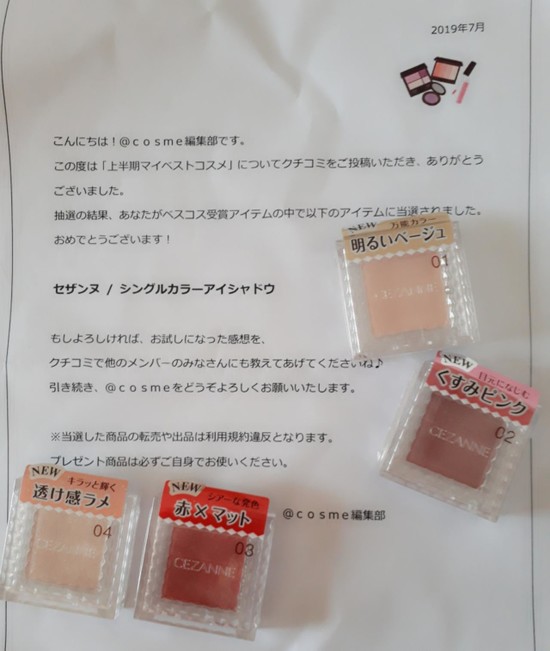 2019年7月
こんにちは！＠ｃｏｓｍｅ編集部です。
この度は「上半期マイベストコスメ」についてクチコミをご投稿いただき、ありがとう
ございました。
抽選の結果、あなたがベスコス受賞アイテムの中で以下のアイテムに当選されました。
おめでとうございます！
セザンヌ / シングルカラーアイシャドウ
もしよろしければ、お試しになった感想を、
クチコミで他のメンバーのみなさんにも教えてあげてくださいね♪
引き続き、＠ｃｏｓｍｅをどうぞよろしくお願いいたします。
※当選した商品の転売や出品は利用規約違反となります。
プレゼント商品は必ずご自身でお使いください。
＠ｃｏｓｍｅ編集部
NEW 万能カラー
明るいベージュ
01
CEZANNE
NEW 目元になじむ
くすみピンク
02
CEZANNE
NEW キラッと輝く
透け感ラメ
04
CEZANNE
NEW シアーな発色
赤×マット
03
CEZANNE